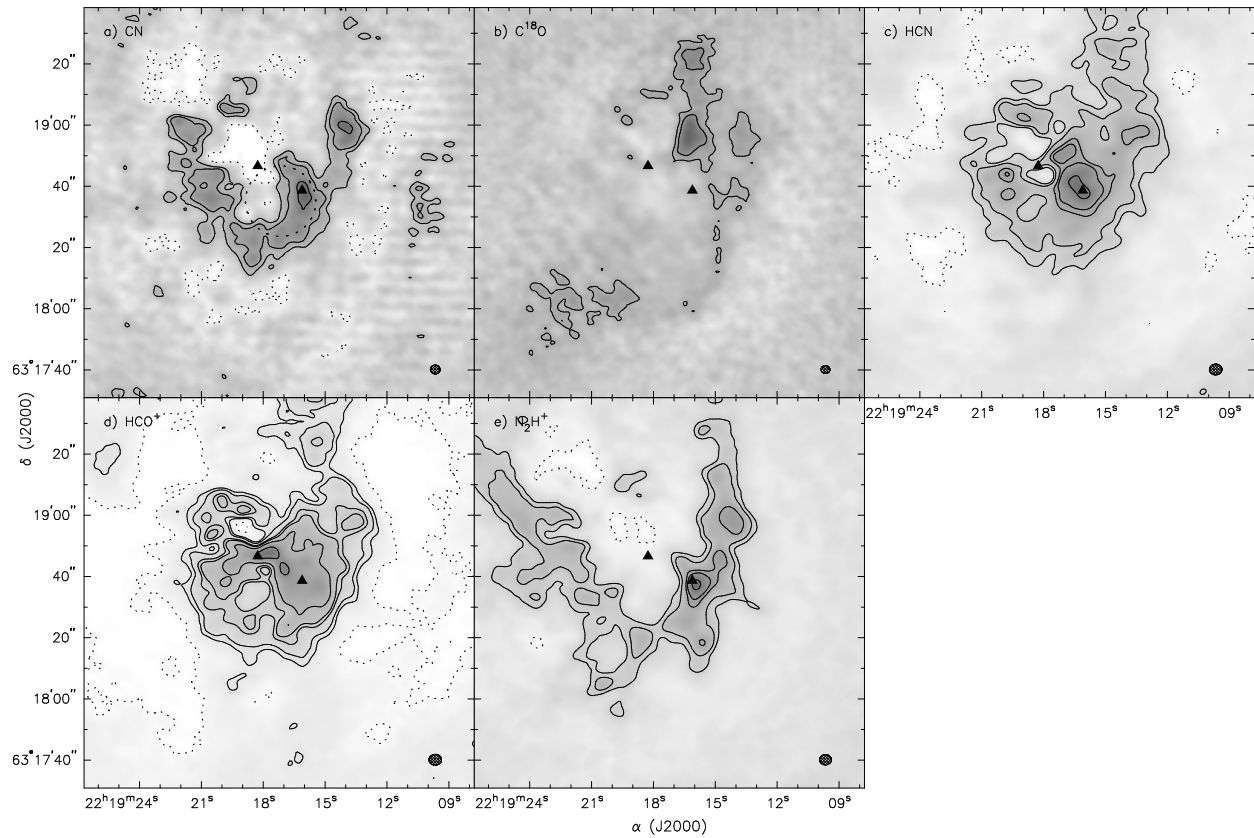 a) CN
b) C¹⁸O
c) HCN
20″
19′00″
40″
20″
18′00″
63°17′40″
22ʰ19ᵐ24ˢ
21ˢ
18ˢ
15ˢ
12ˢ
09ˢ
d) HCO⁺
e) N₂H⁺
20″
19′00″
40″
20″
18′00″
63°17′40″
δ (J2000)
22ʰ19ᵐ24ˢ
21ˢ
18ˢ
15ˢ
12ˢ
09ˢ
22ʰ19ᵐ24ˢ
21ˢ
18ˢ
15ˢ
12ˢ
09ˢ
α (J2000)